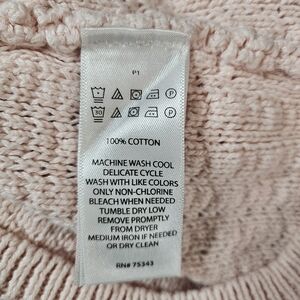 P1
30
100% COTTON
MACHINE WASH COOL
DELICATE CYCLE
WASH WITH LIKE COLORS
ONLY NON-CHLORINE
BLEACH WHEN NEEDED
TUMBLE DRY LOW
REMOVE PROMPTLY
FROM DRYER
MEDIUM IRON IF NEEDED
OR DRY CLEAN
RN# 75343